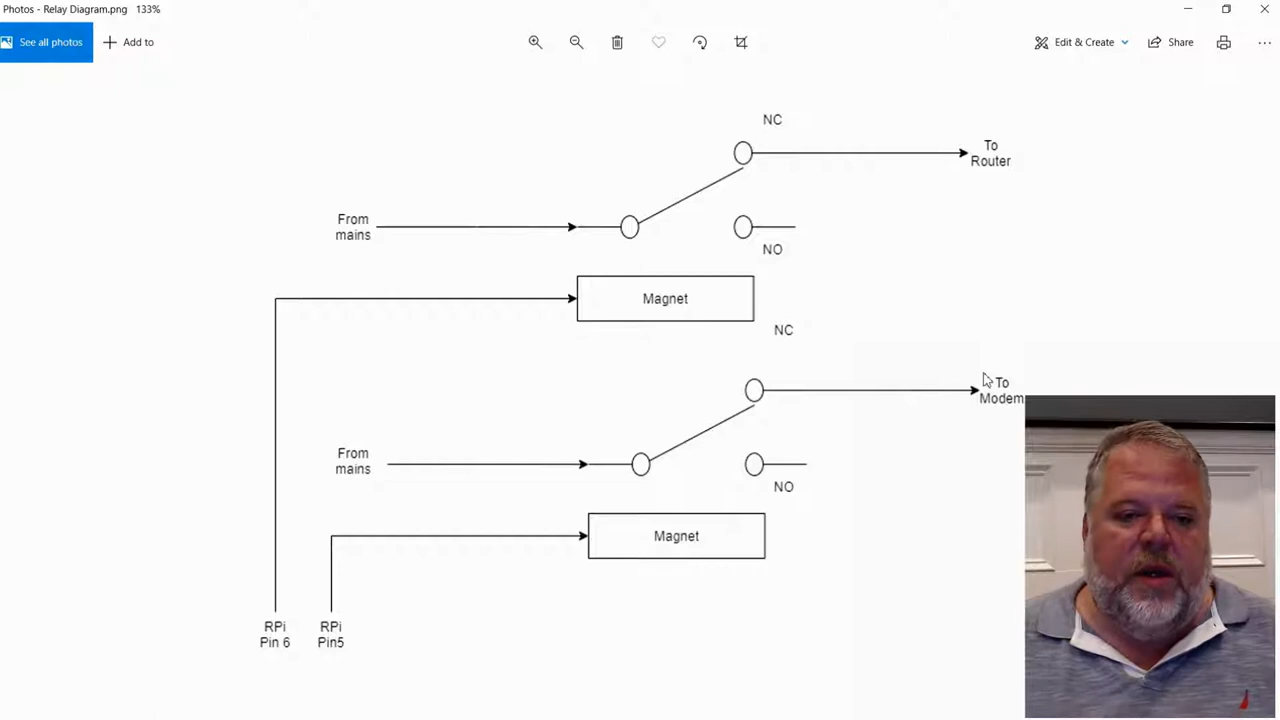 Photos - Relay Diagram.png 133%
See all photos
Add to
Edit & Create
Share
NC
To
Router
From
mains
NO
Magnet
NC
To
Modem
From
mains
NO
Magnet
RPi
Pin 6
RPi
Pin5